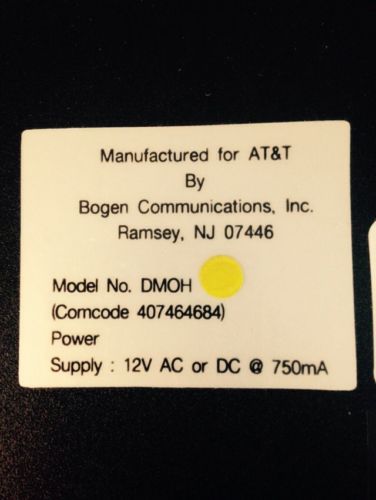 Manufactured for AT&T
By
Bogen Communications, Inc.
Ramsey, NJ 07446
Model No. DMOH
(Comcode 407464684)
Power
Supply : 12V AC or DC @ 750mA